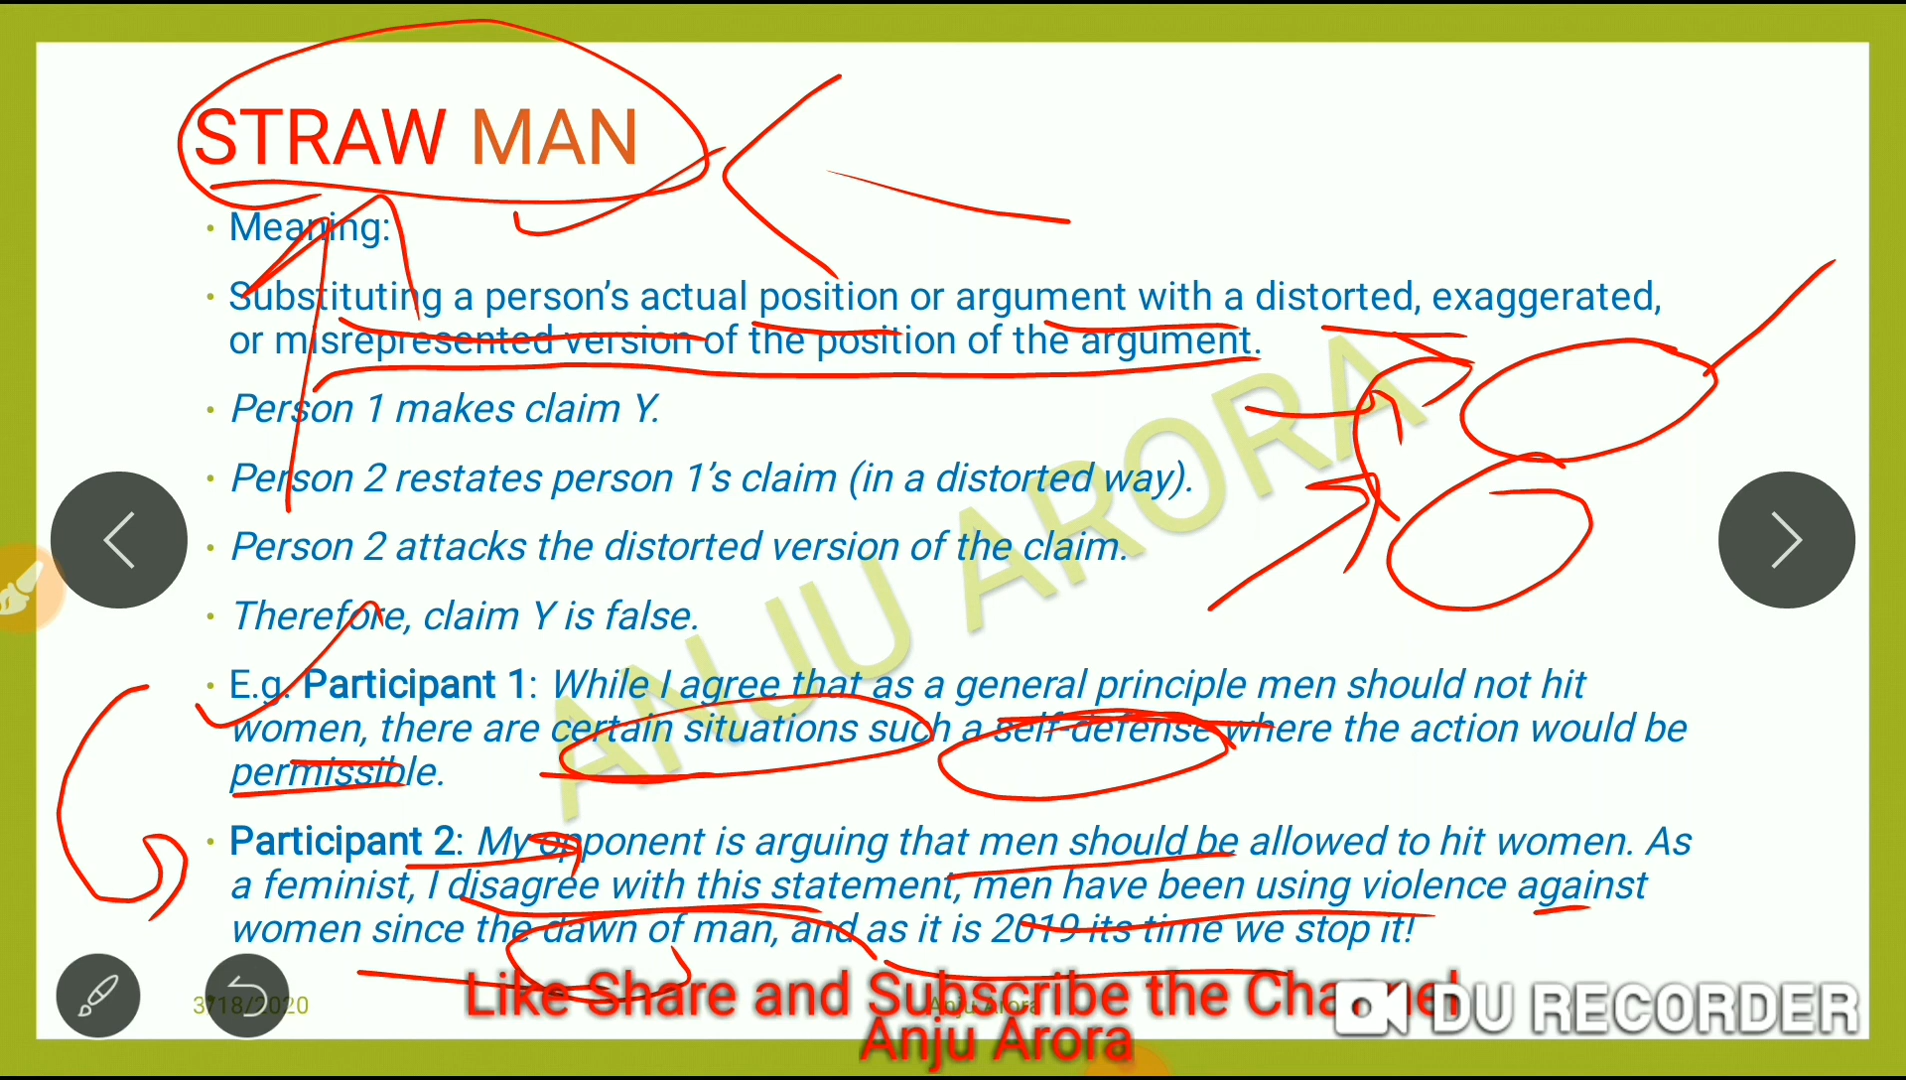 STRAW MAN
• Meaning:
• Substituting a person’s actual position or argument with a distorted, exaggerated,
or misrepresented version of the position of the argument.
• Person 1 makes claim Y.
• Person 2 restates person 1’s claim (in a distorted way).
• Person 2 attacks the distorted version of the claim.
• Therefore, claim Y is false.
• E.g. Participant 1: While I agree that as a general principle men should not hit
women, there are certain situations such a self-defense where the action would be
permissible.
• Participant 2: My opponent is arguing that men should be allowed to hit women. As
a feminist, I disagree with this statement, men have been using violence against
women since the dawn of man, and as it is 2019 its time we stop it!
ANJU ARORA
3/18/2020
Anju Arora
Like Share and Subscribe the Channel
Anju Arora
DU RECORDER